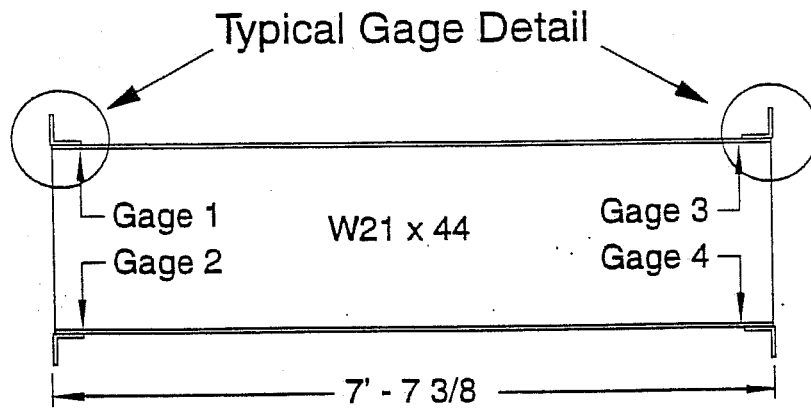 Typical Gage Detail
Gage 1
Gage 3
W21 x 44
Gage 2
Gage 4
7' - 7 3/8